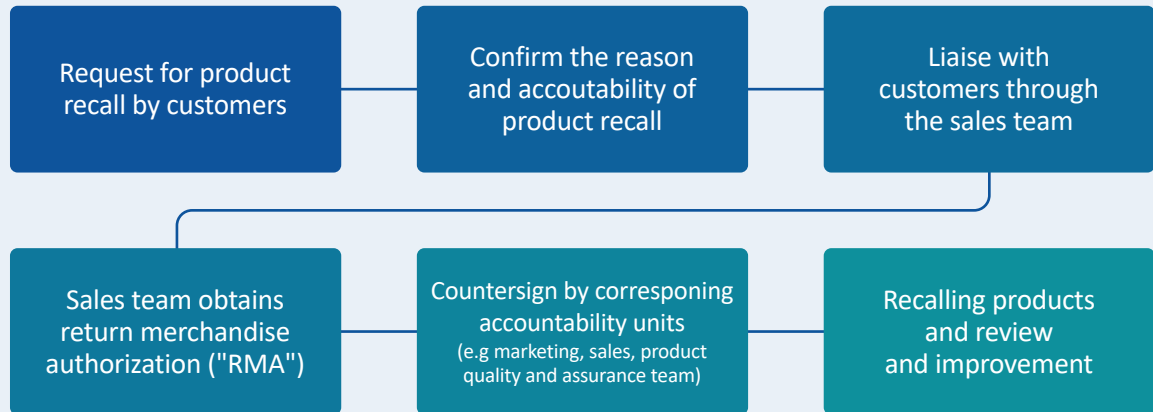 Request for product
recall by customers
Confirm the reason
and accoutability of
product recall
Liaise with
customers through
the sales team
Sales team obtains
return merchandise
authorization ("RMA")
Countersign by corresponing
accountability units
(e.g marketing, sales, product
quality and assurance team)
Recalling products
and review
and improvement